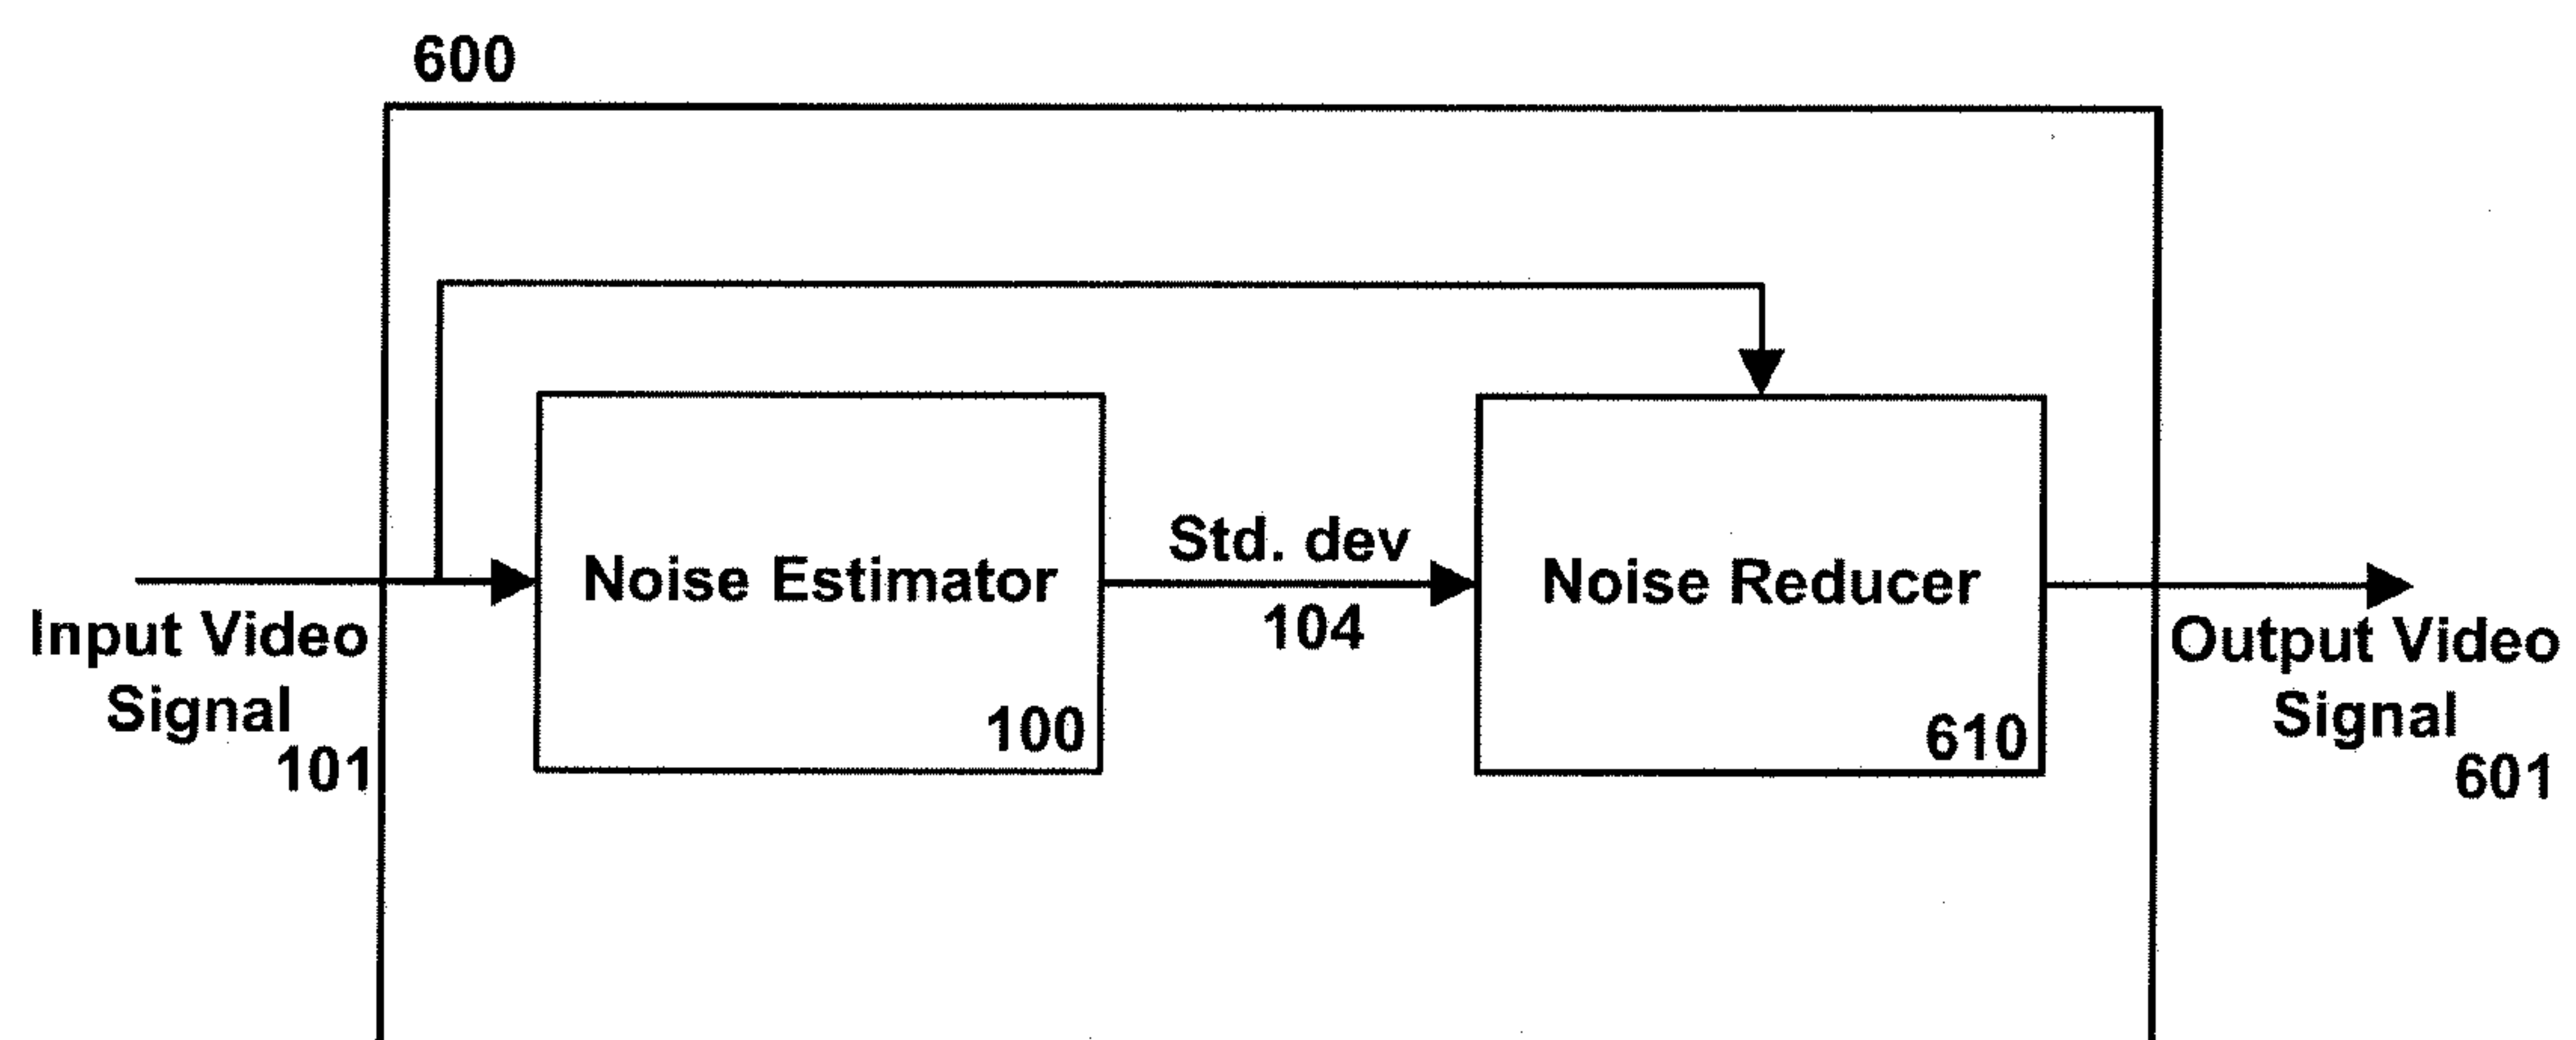 600
Std. dev
Noise Estimator
Noise Reducer
104
Input Video
Signal
101
100
610
Output Video
Signal
601